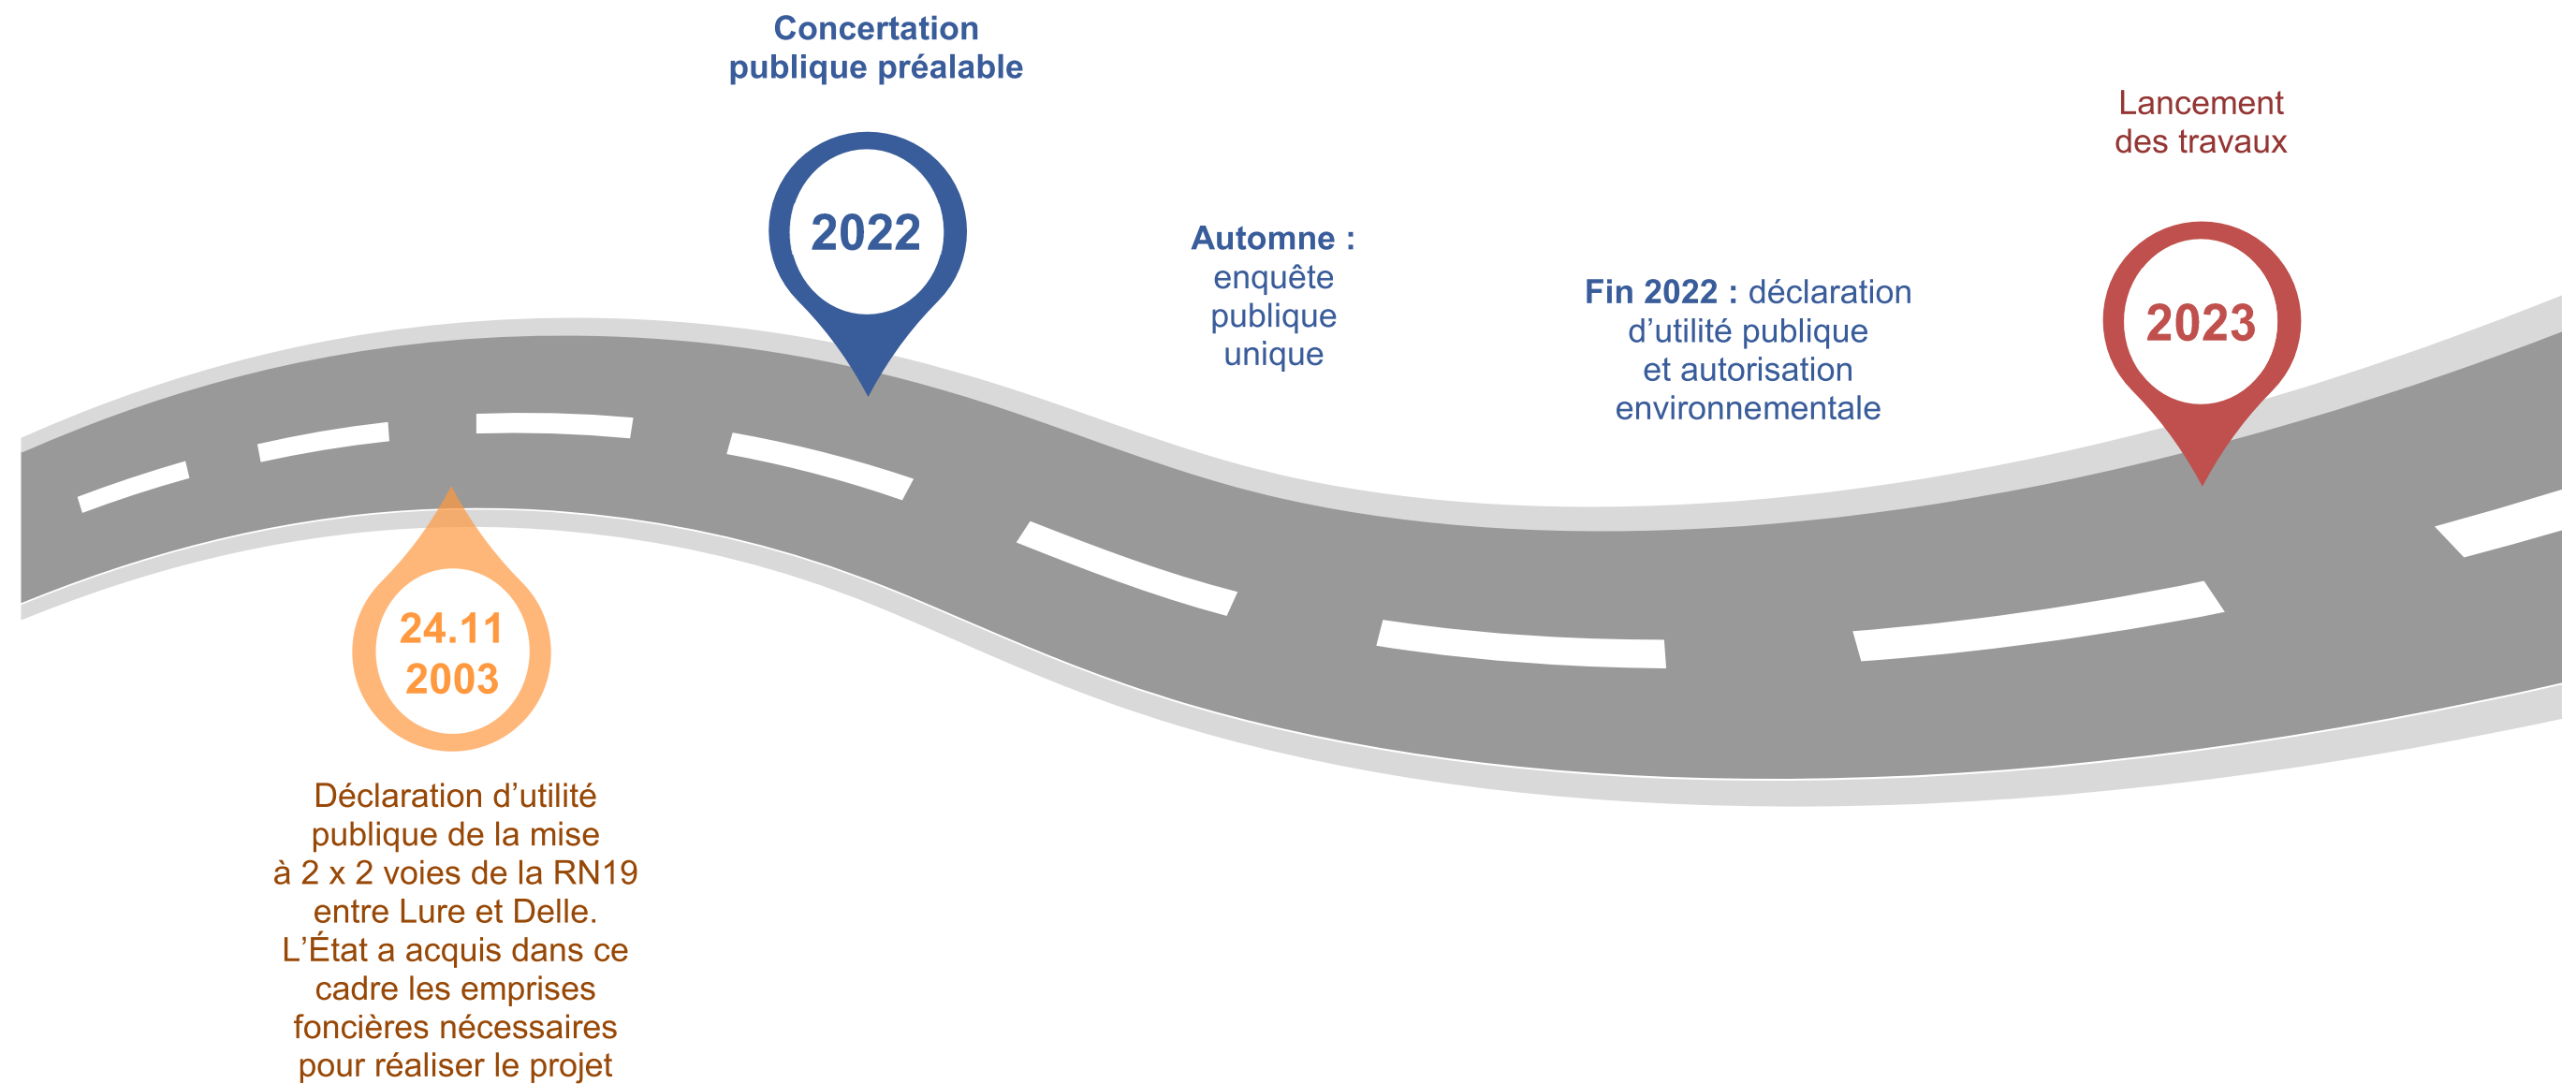 Concertation
publique préalable
2022
Automne :
enquête
publique
unique
Fin 2022 : déclaration
d’utilité publique
et autorisation
environnementale
Lancement
des travaux
2023
24.11
2003
Déclaration d’utilité
publique de la mise
à 2 x 2 voies de la RN19
entre Lure et Delle.
L’État a acquis dans ce
cadre les emprises
foncières nécessaires
pour réaliser le projet